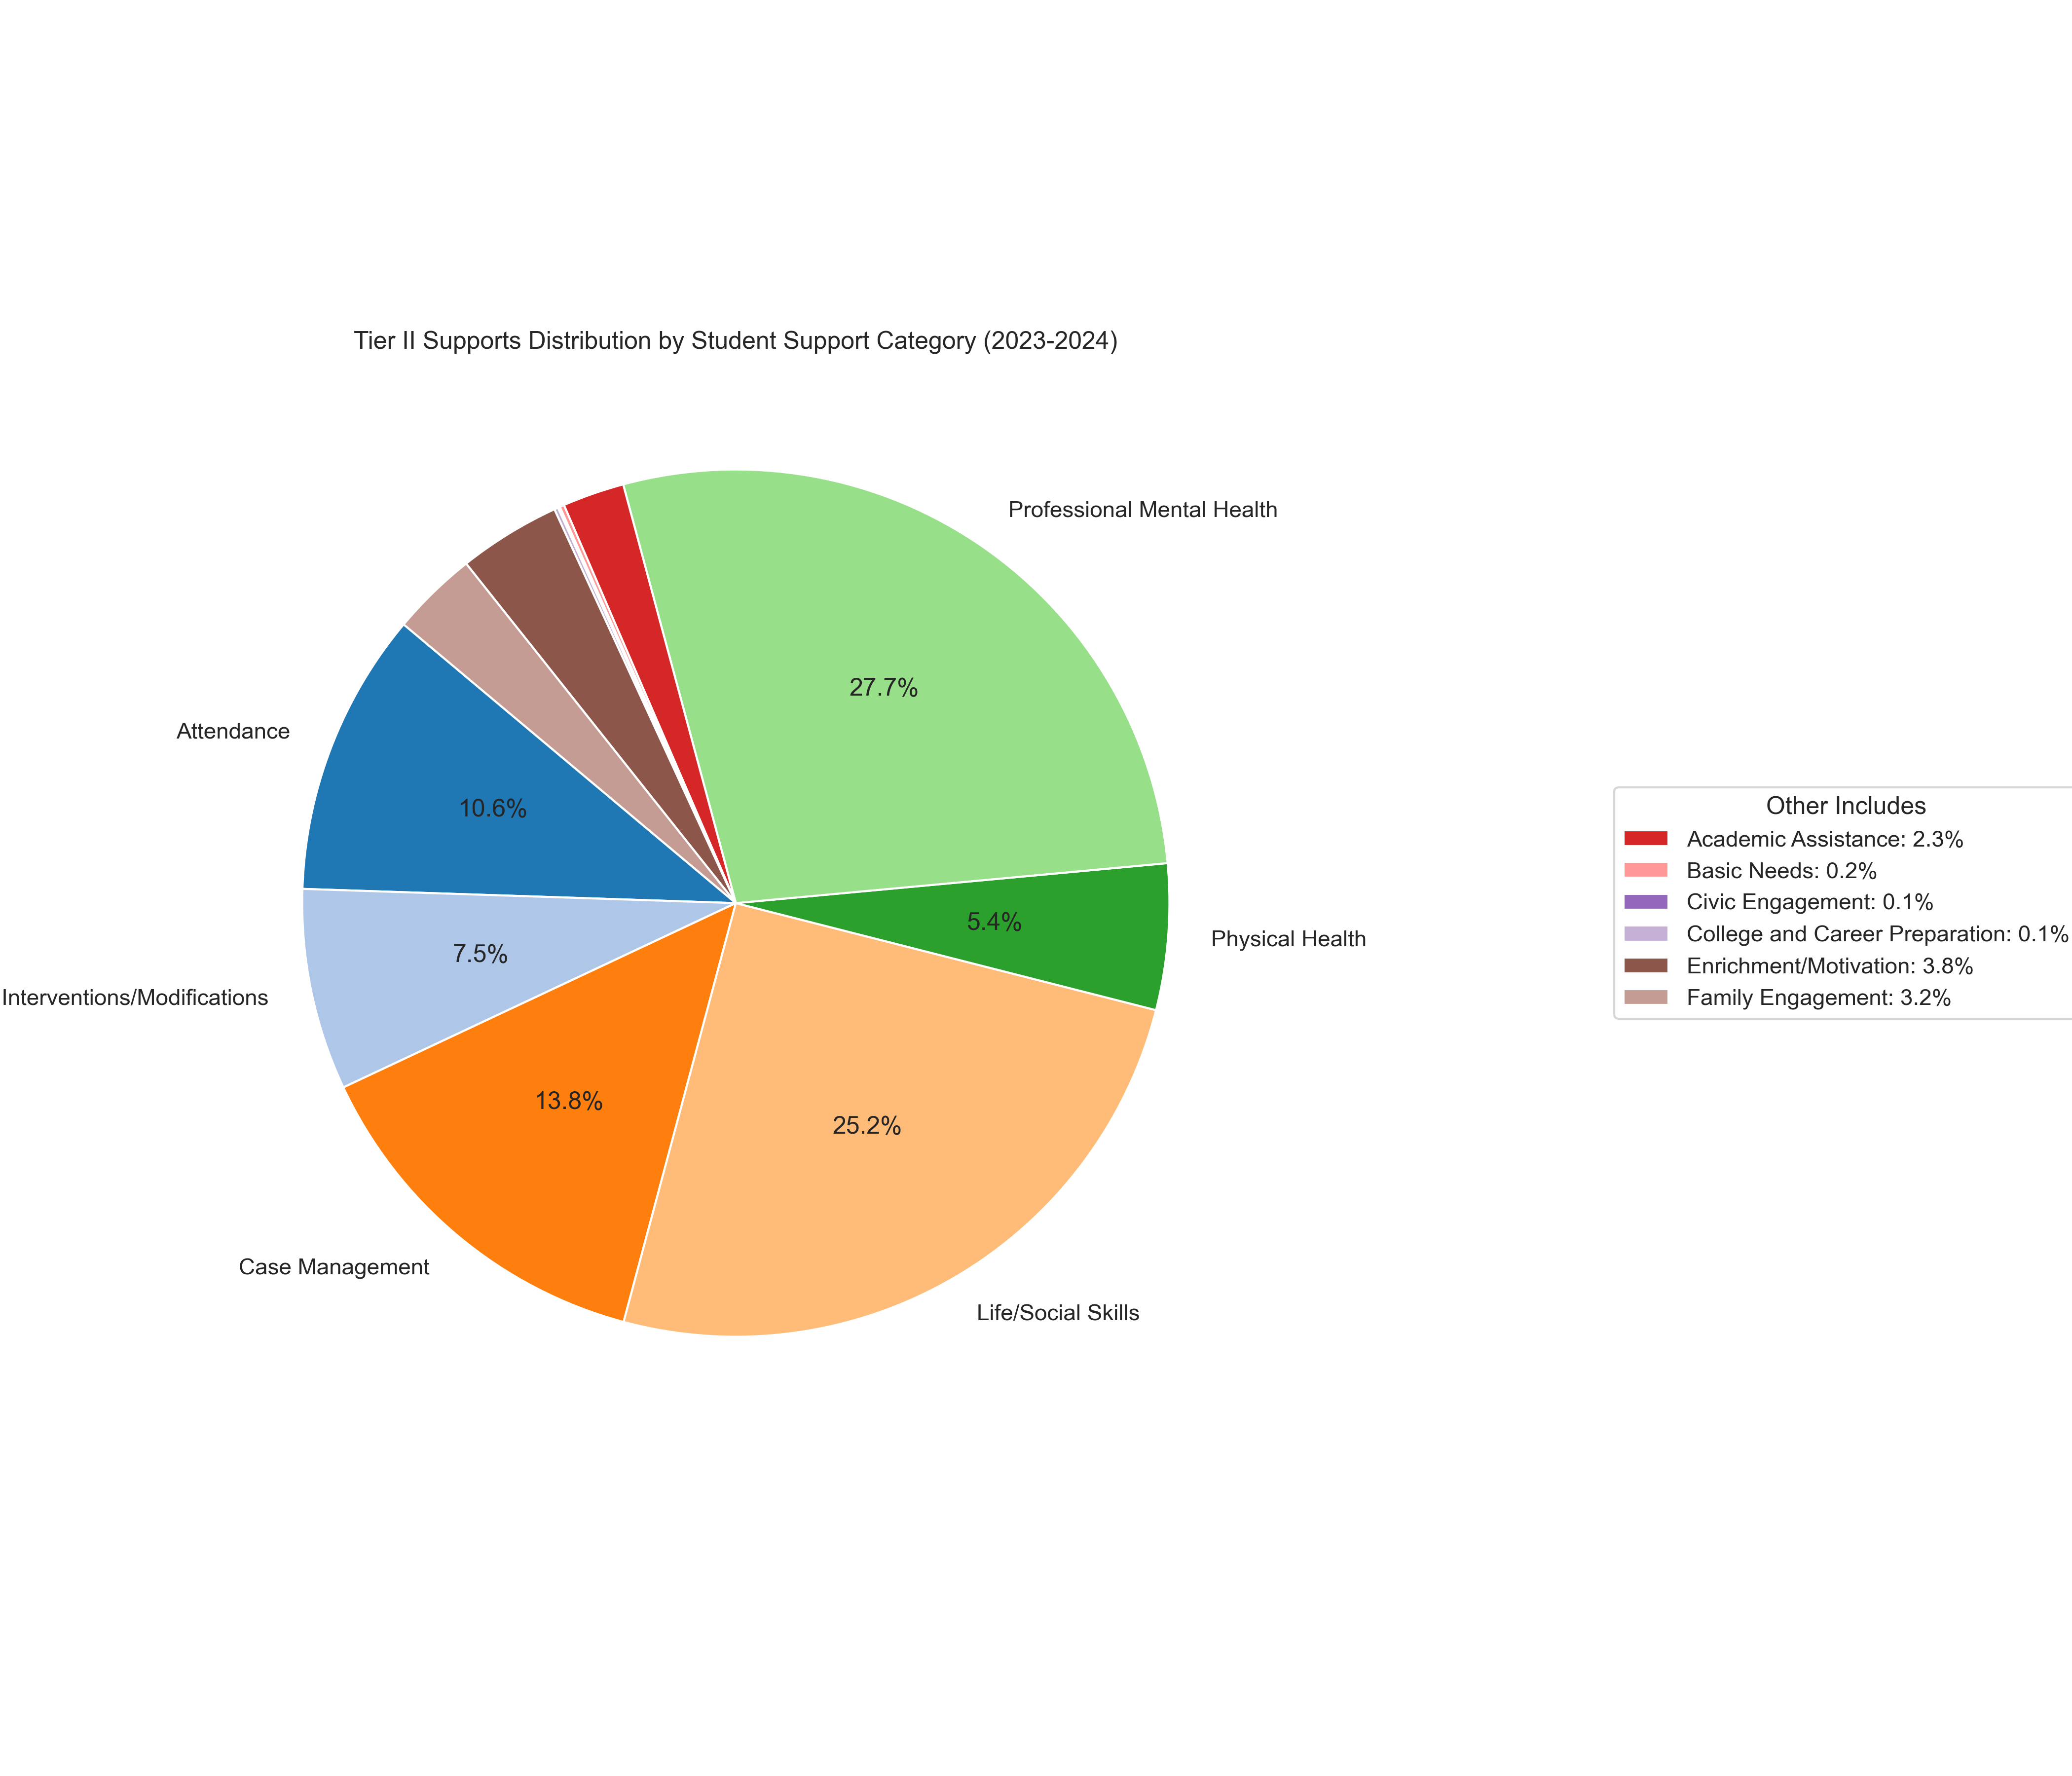 Tier II Supports Distribution by Student Support Category (2023-2024)
Professional Mental Health
27.7%
Attendance
10.6%
Physical Health
5.4%
Interventions/Modifications
7.5%
Case Management
13.8%
Life/Social Skills
25.2%
Other Includes
Academic Assistance: 2.3%
Basic Needs: 0.2%
Civic Engagement: 0.1%
College and Career Preparation: 0.1%
Enrichment/Motivation: 3.8%
Family Engagement: 3.2%